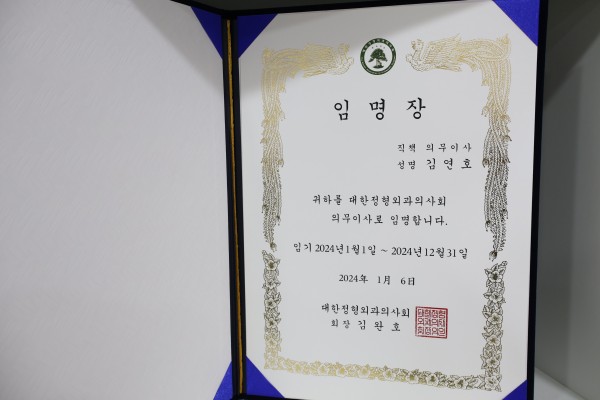 임 명 장
직책 의무이사
성명 김 연 호
귀하를 대한정형외과의사회
의무이사로 임명합니다.
임기 2024년 1월 1일 ~ 2024년 12월 31일
2024年 1月 6日
대한정형외과의사회
회장 김 완 호